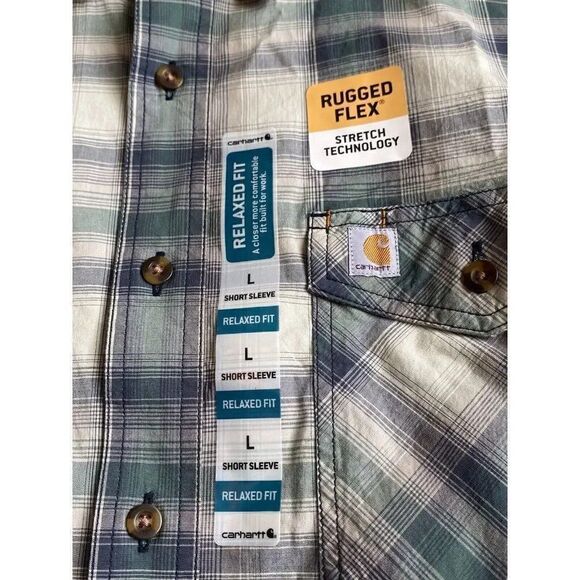 RUGGED
FLEX®
STRETCH
TECHNOLOGY
carhartt
RELAXED FIT
A closer more comfortable
fit built for work.
L
SHORT SLEEVE
RELAXED FIT
L
SHORT SLEEVE
RELAXED FIT
L
SHORT SLEEVE
RELAXED FIT
carhartt
carhartt